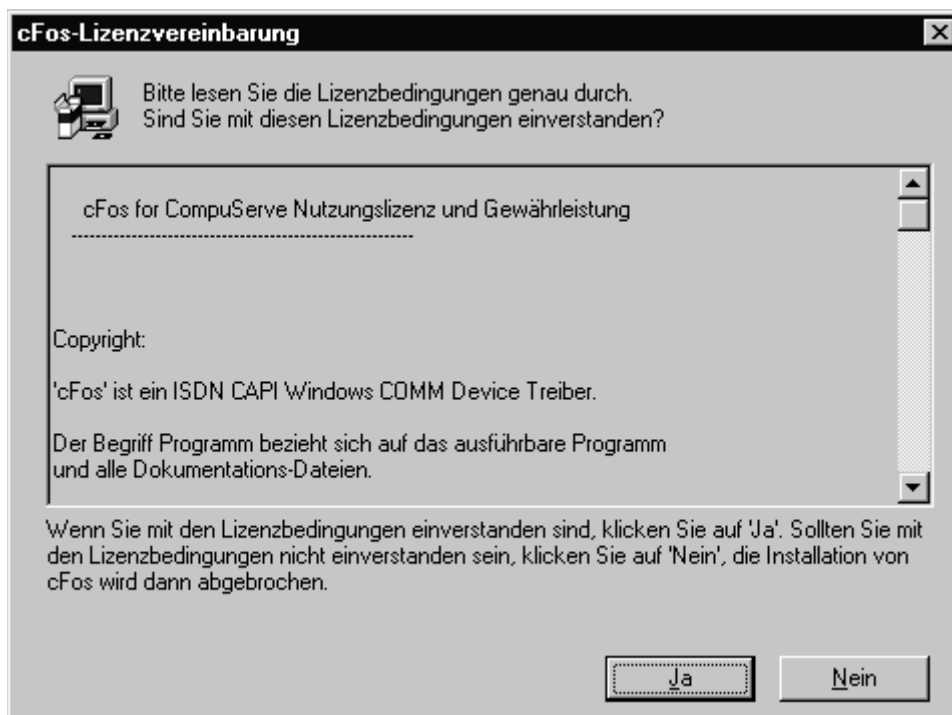 cFos-Lizenzvereinbarung
Bitte lesen Sie die Lizenzbedingungen genau durch.
Sind Sie mit diesen Lizenzbedingungen einverstanden?
cFos for CompuServe Nutzungslizenz und Gewährleistung
---------------------------------------------------------
Copyright:
'cFos' ist ein ISDN CAPI Windows COMM Device Treiber.
Der Begriff Programm bezieht sich auf das ausführbare Programm
und alle Dokumentations-Dateien.
Wenn Sie mit den Lizenzbedingungen einverstanden sind, klicken Sie auf 'Ja'. Sollten Sie mit
den Lizenzbedingungen nicht einverstanden sein, klicken Sie auf 'Nein', die Installation von
cFos wird dann abgebrochen.
Ja Nein